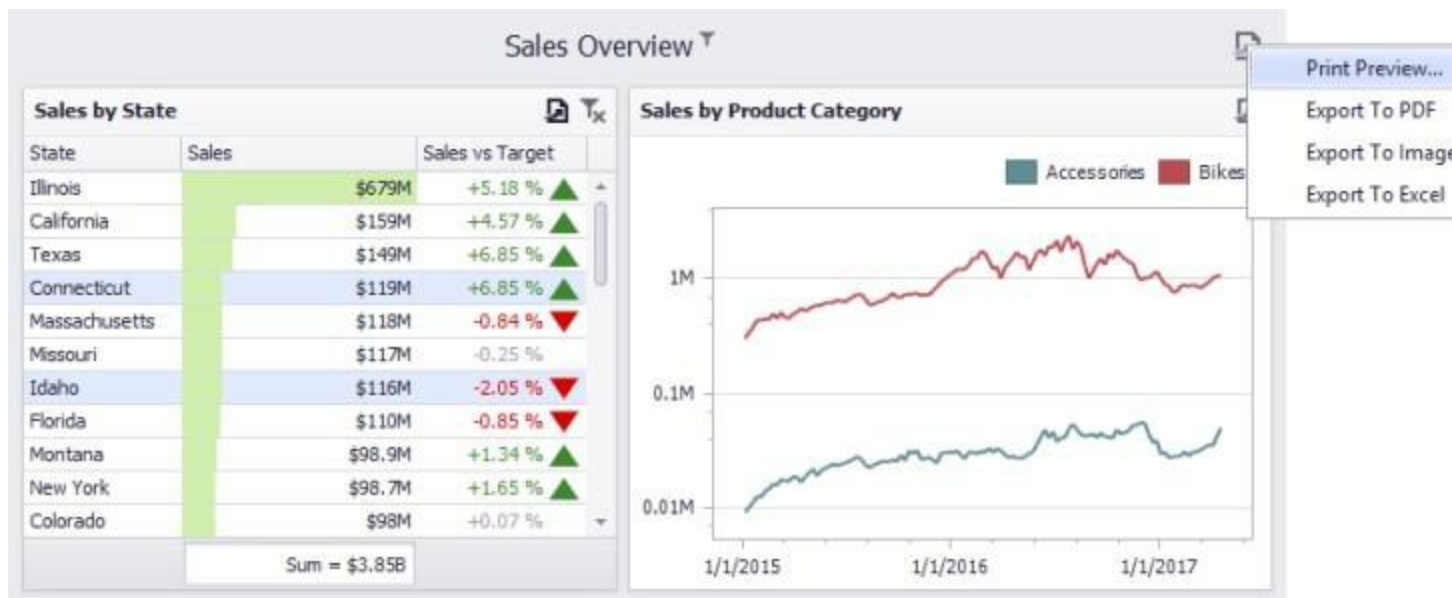 Sales Overview
Print Preview...
Export To PDF
Export To Image
Export To Excel
Sales by State
State Sales Sales vs Target
Illinois $679M +5.18 %
California $159M +4.57 %
Texas $149M +6.85 %
Connecticut $119M +6.85 %
Massachusetts $118M -0.84 %
Missouri $117M -0.25 %
Idaho $116M -2.05 %
Florida $110M -0.85 %
Montana $98.9M +1.34 %
New York $98.7M +1.65 %
Colorado $98M +0.07 %
Sum = $3.85B
Sales by Product Category
Accessories Bikes
1M
0.1M
0.01M
1/1/2015 1/1/2016 1/1/2017